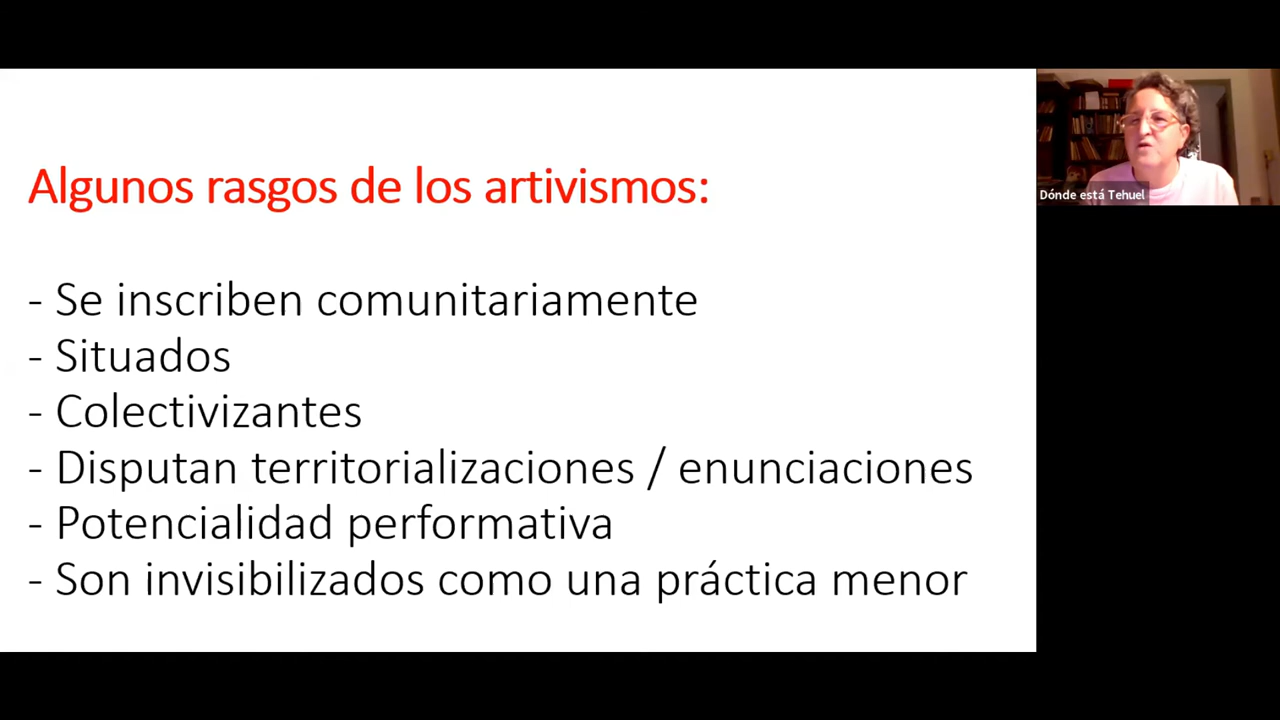 Algunos rasgos de los artivismos:
- Se inscriben comunitariamente
- Situados
- Colectivizantes
- Disputan territorializaciones / enunciaciones
- Potencialidad performativa
- Son invisibilizados como una práctica menor
Dónde está Tehuel